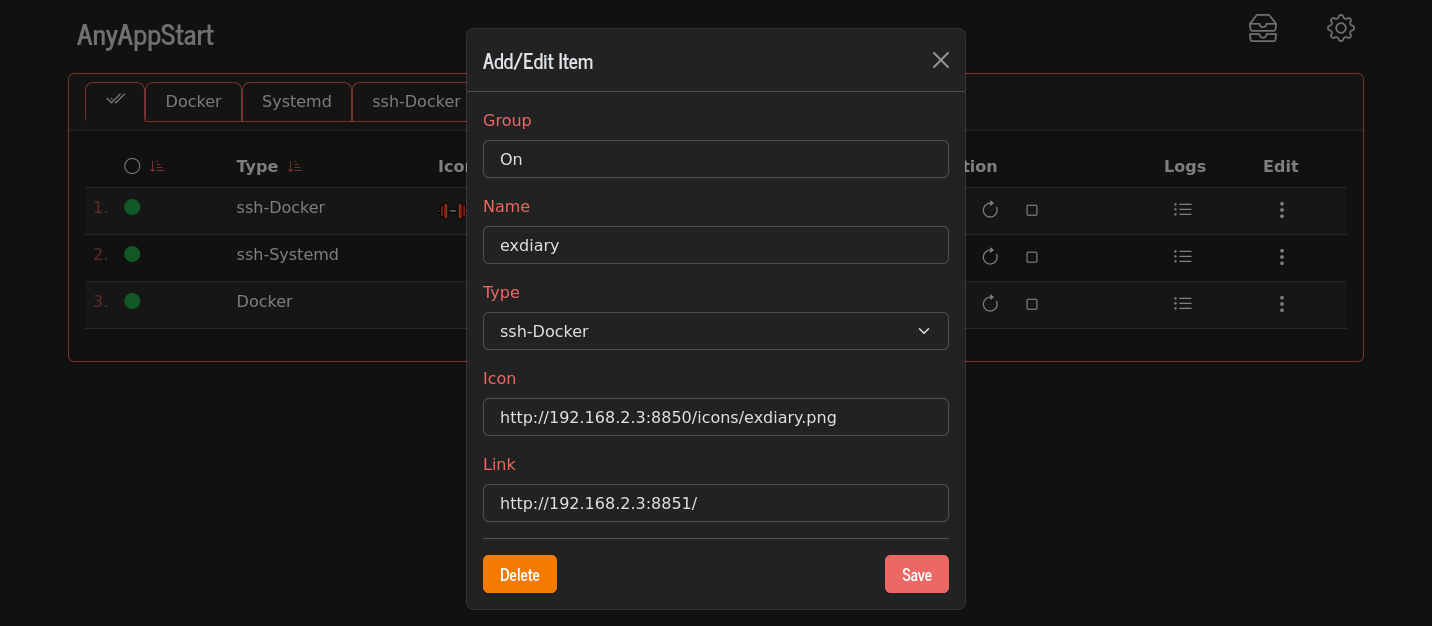 AnyAppStart
Docker Systemd ssh-Docker
Type Logs Edit
1. ssh-Docker
2. ssh-Systemd
3. Docker
Add/Edit Item
Group
On
Name
exdiary
Type
ssh-Docker
Icon
http://192.168.2.3:8850/icons/exdiary.png
Link
http://192.168.2.3:8851/
Delete Save